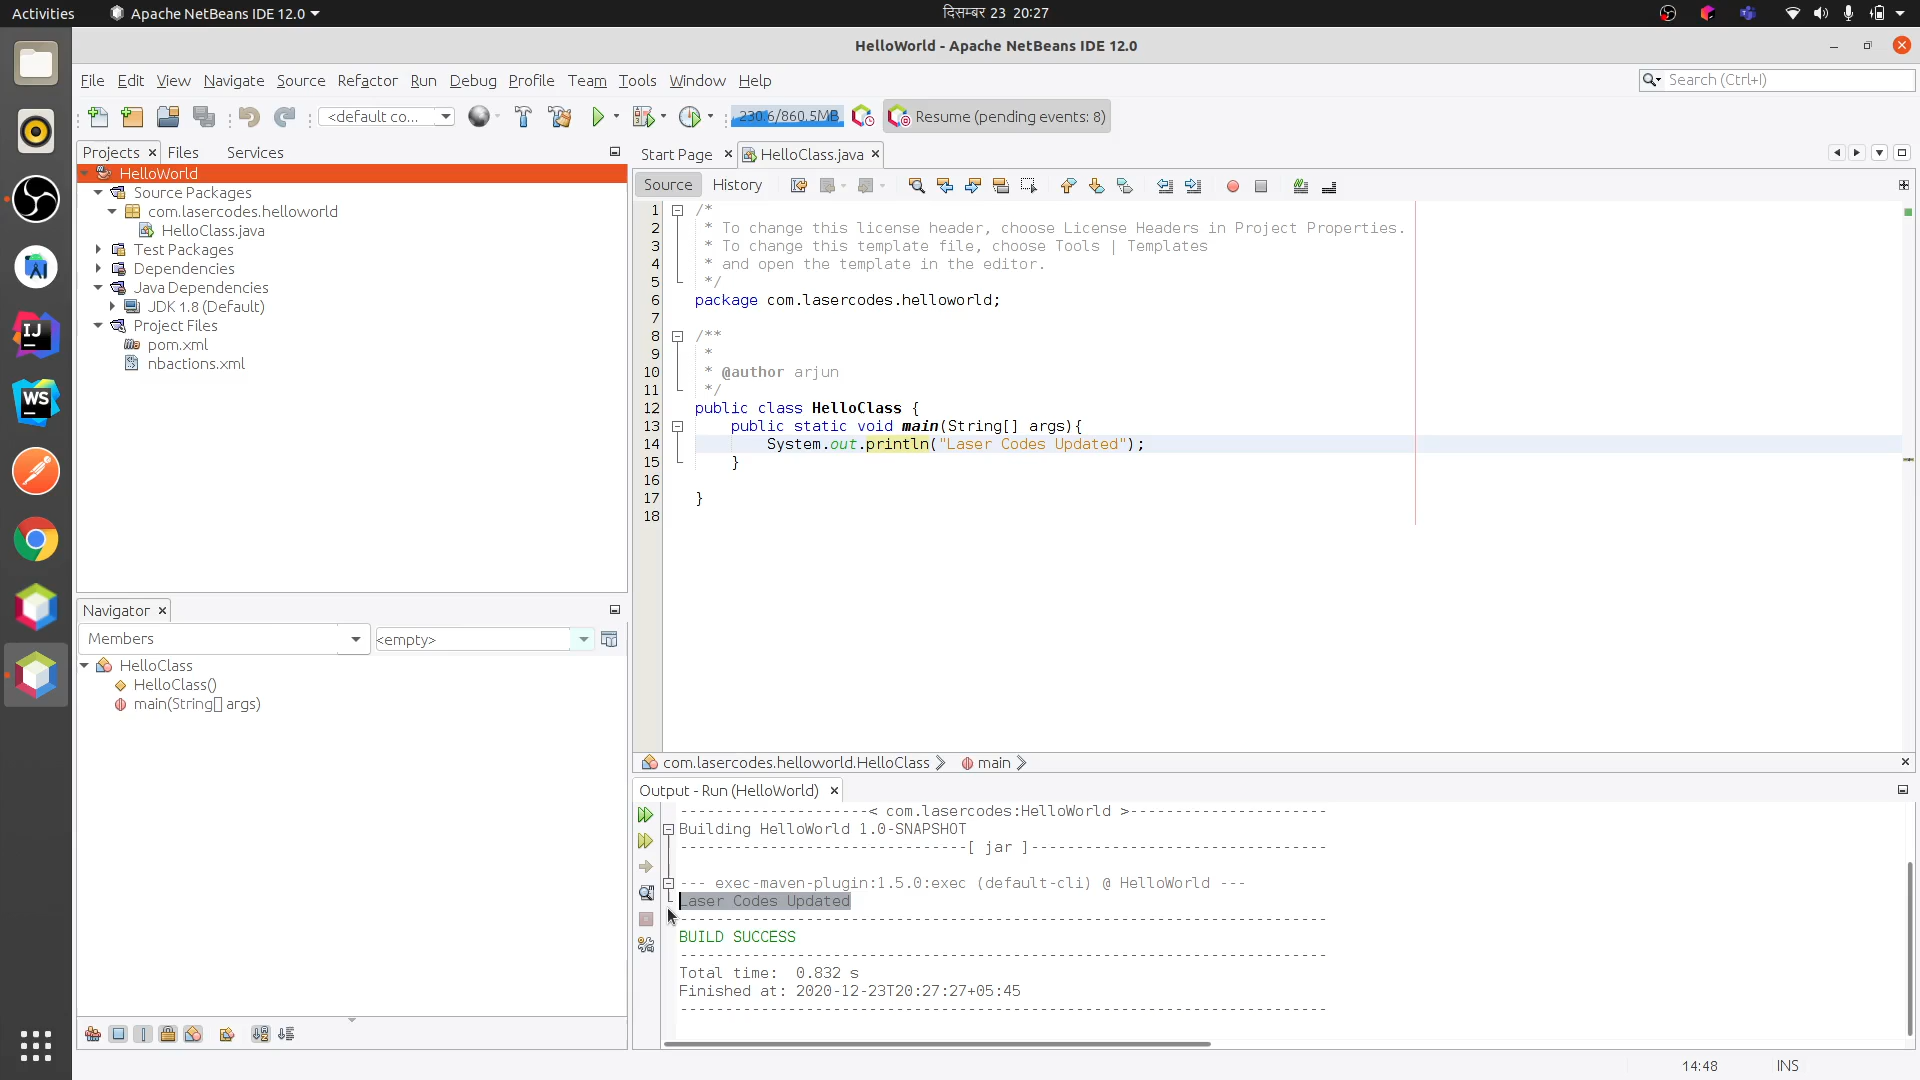 Activities
Apache NetBeans IDE 12.0
दिसम्बर 23 20:27
HelloWorld - Apache NetBeans IDE 12.0
File Edit View Navigate Source Refactor Run Debug Profile Team Tools Window Help
Search (Ctrl+I)
<default co...
230.6/860.5MB
Resume (pending events: 8)
Projects Files Services
HelloWorld
Source Packages
com.lasercodes.helloworld
HelloClass.java
Test Packages
Dependencies
Java Dependencies
JDK 1.8 (Default)
Project Files
pom.xml
nbactions.xml
Navigator
Members
<empty>
HelloClass
HelloClass()
main(String[] args)
Start Page HelloClass.java
Source History
1 /*
2 * To change this license header, choose License Headers in Project Properties.
3 * To change this template file, choose Tools | Templates
4 * and open the template in the editor.
5 */
6 package com.lasercodes.helloworld;
7
8 /**
9 *
10 * @author arjun
11 */
12 public class HelloClass {
13 public static void main(String[] args){
14 System.out.println("Laser Codes Updated");
15 }
16
17 }
18
com.lasercodes.helloworld.HelloClass main
Output - Run (HelloWorld)
---------------------< com.lasercodes:HelloWorld >----------------------
Building HelloWorld 1.0-SNAPSHOT
--------------------------------[ jar ]---------------------------------
--- exec-maven-plugin:1.5.0:exec (default-cli) @ HelloWorld ---
Laser Codes Updated
------------------------------------------------------------------------
BUILD SUCCESS
------------------------------------------------------------------------
Total time: 0.832 s
Finished at: 2020-12-23T20:27:27+05:45
------------------------------------------------------------------------
14:48 INS
IJ
WS